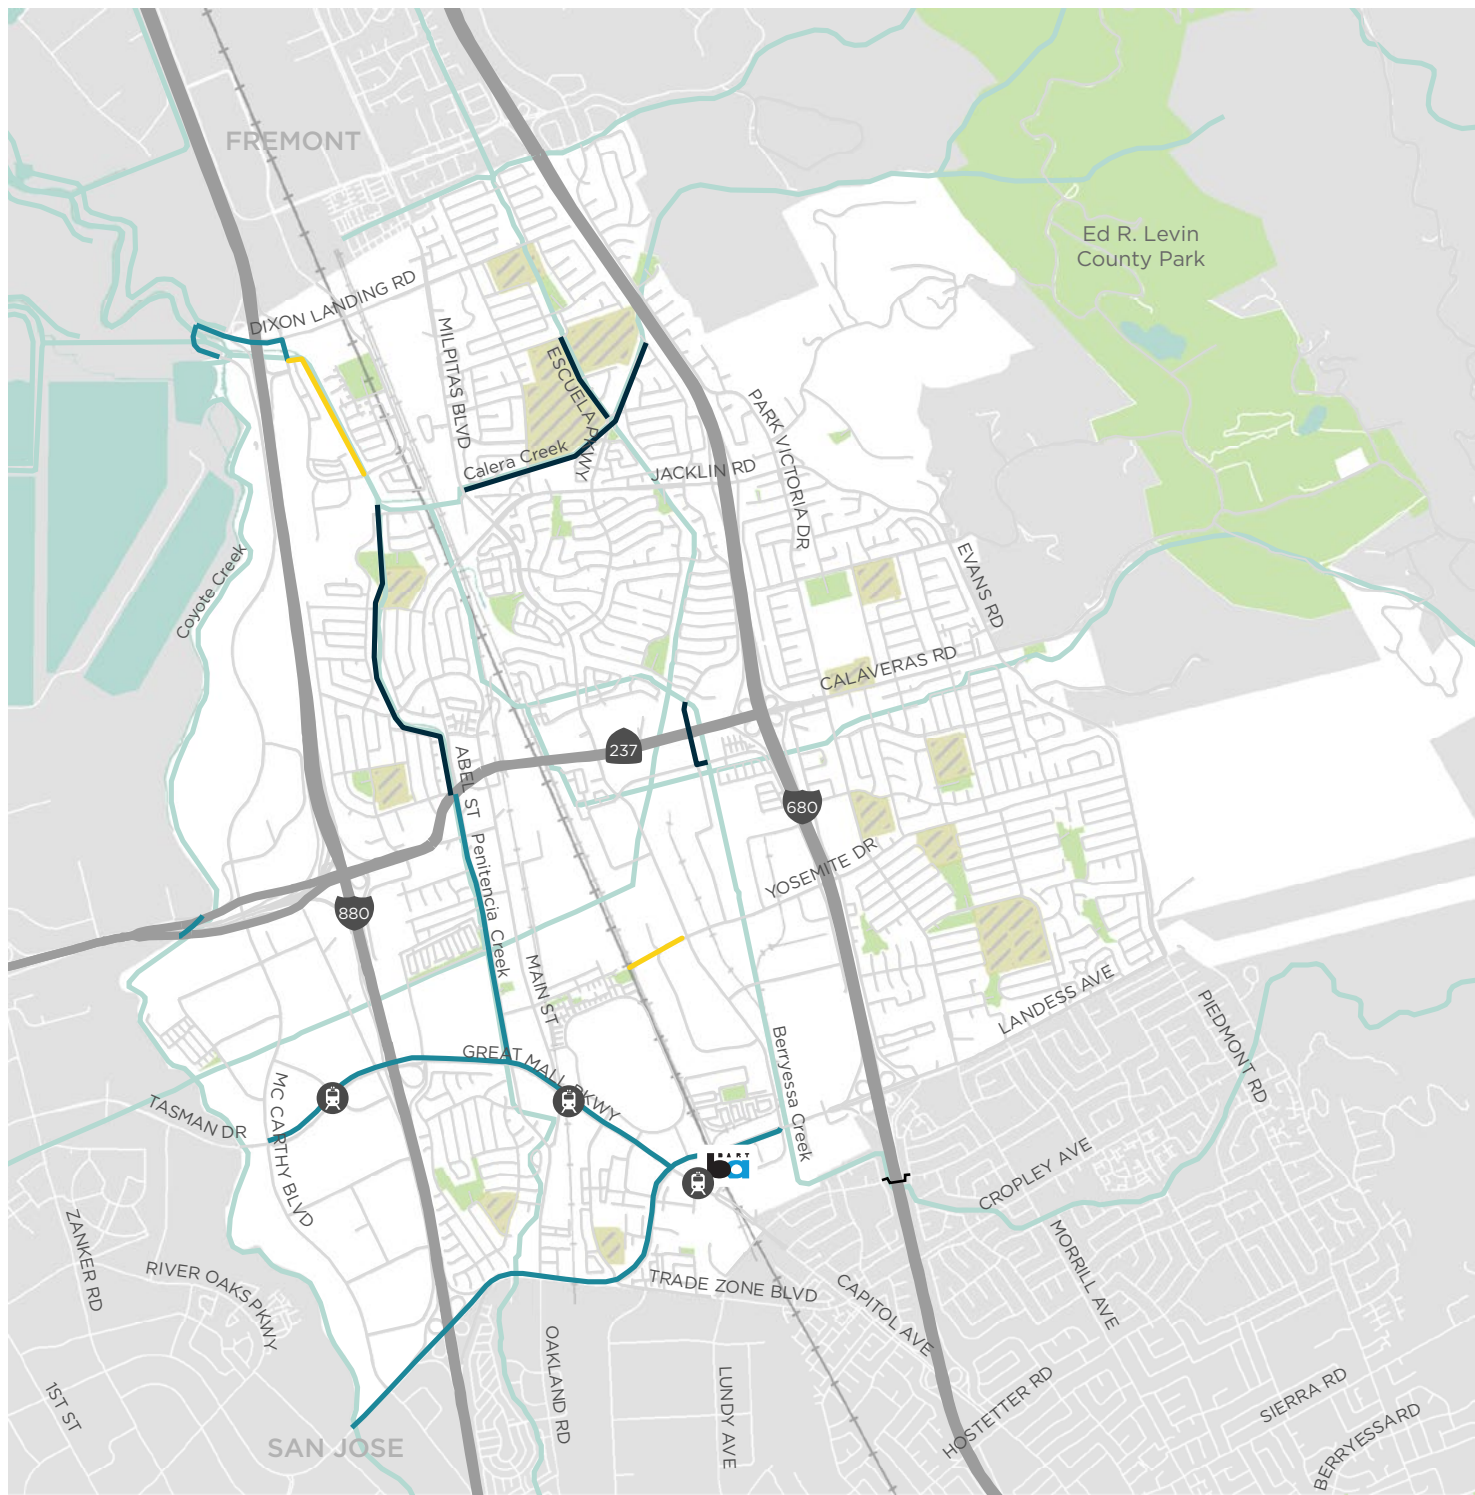 FREMONT
Ed R. Levin
County Park
DIXON LANDING RD
MILPITAS BLVD
ESCUELA PKWY
Calera Creek
JACKLIN RD
PARK VICTORIA DR
EVANS RD
Coyote Creek
CALAVERAS RD
237
ABEL ST
680
Penitencia Creek
YOSEMITE DR
880
MAIN ST
LANDESS AVE
PIEDMONT RD
GREAT MALL PKWY
Berryessa Creek
MC CARTHY BLVD
TASMAN DR
BART
ba
CROPLEY AVE
ZANKER RD
RIVER OAKS PKWY
MORRILL AVE
TRADE ZONE BLVD
CAPITOL AVE
OAKLAND RD
LUNDY AVE
1ST ST
HOSTETTER RD
SIERRA RD
BERRYESSA RD
SAN JOSE